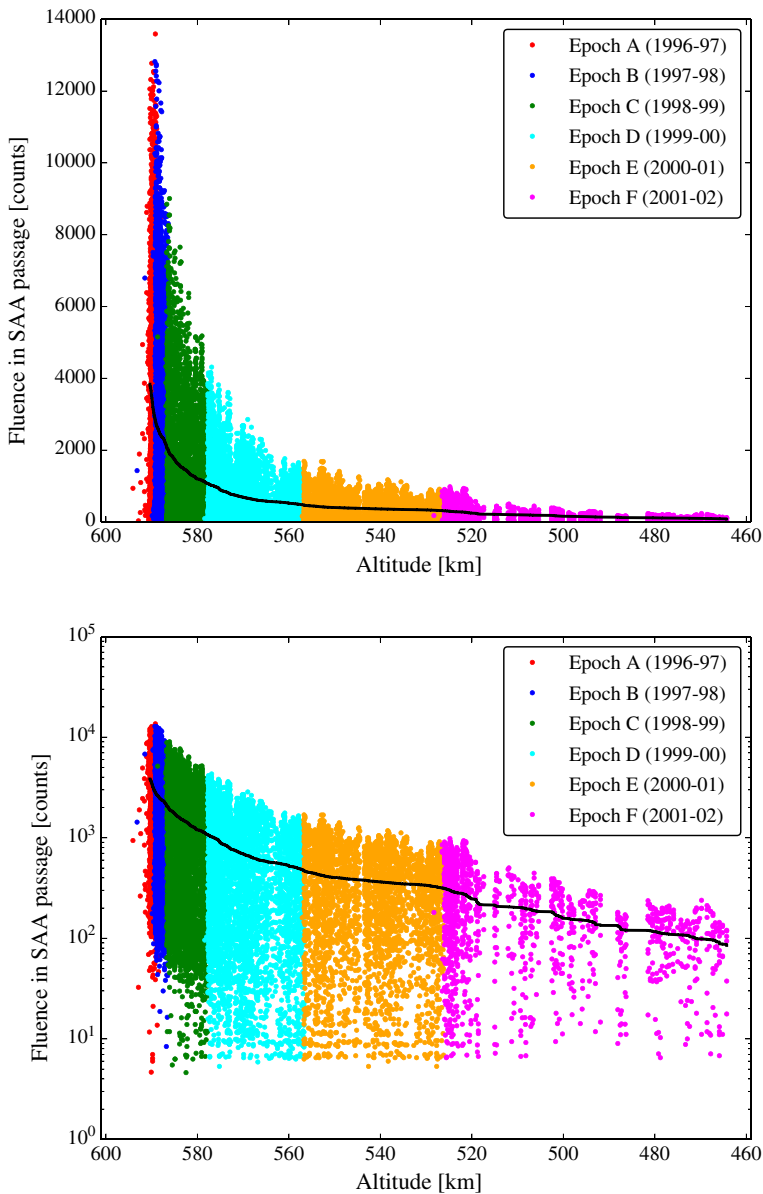 14000
12000
10000
8000
6000
4000
2000
0
Fluence in SAA passage [counts]
Epoch A (1996-97)
Epoch B (1997-98)
Epoch C (1998-99)
Epoch D (1999-00)
Epoch E (2000-01)
Epoch F (2001-02)
600 580 560 540 520 500 480 460
Altitude [km]
10^5
10^4
10^3
10^2
10^1
10^0
Fluence in SAA passage [counts]
Epoch A (1996-97)
Epoch B (1997-98)
Epoch C (1998-99)
Epoch D (1999-00)
Epoch E (2000-01)
Epoch F (2001-02)
600 580 560 540 520 500 480 460
Altitude [km]